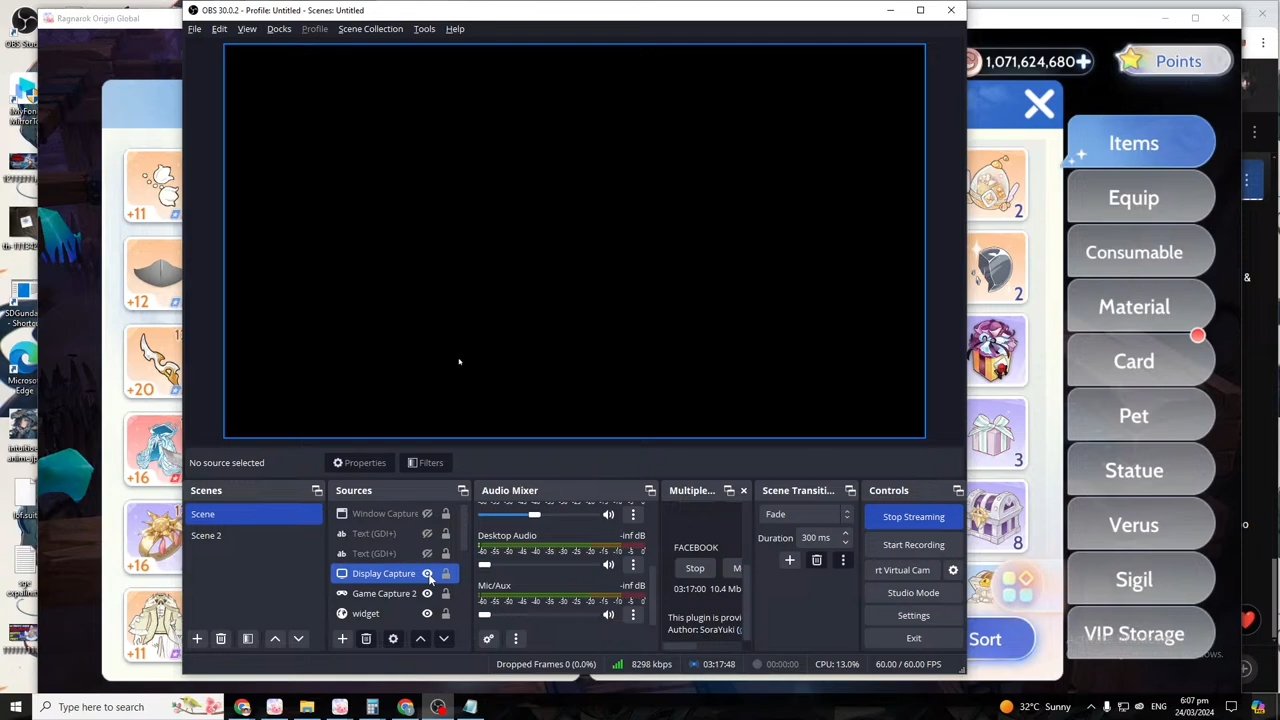 Ragnarok Origin Global
OBS 30.0.2 - Profile: Untitled - Scenes: Untitled
File Edit View Docks Profile Scene Collection Tools Help
1,071,624,680
Points
Items
Equip
Consumable
Material
Card
Pet
Statue
Verus
Sigil
VIP Storage
Sort
+11
+12
+20
+16
+16
+11
2
2
3
8
OBS
Microsoft
Edge
No source selected
Properties
Filters
Scenes
Scene
Scene 2
Sources
Window Capture
Text (GDI+)
Text (GDI+)
Display Capture
Game Capture 2
widget
Audio Mixer
Desktop Audio
-inf dB
Mic/Aux
-inf dB
Multiple...
FACEBOOK
Stop
M
03:17:00 10.4 Mb
This plugin is provi
Author: SoraYuki (
Scene Transiti...
Fade
Duration 300 ms
Controls
Stop Streaming
Start Recording
rt Virtual Cam
Studio Mode
Settings
Exit
Dropped Frames 0 (0.0%)
8298 kbps
03:17:48
00:00:00
CPU: 13.0%
60.00 / 60.00 FPS
Type here to search
32°C Sunny
6:07 pm
24/03/2024